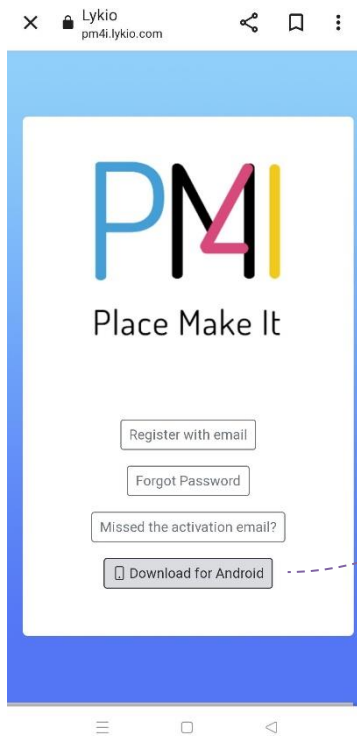 Lykio
pm4i.lykio.com
PM4I
Place Make It
Register with email
Forgot Password
Missed the activation email?
Download for Android